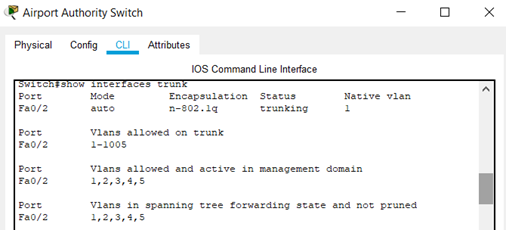 Airport Authority Switch
Physical Config CLI Attributes
IOS Command Line Interface
Switch#show interfaces trunk
Port Mode Encapsulation Status Native vlan
Fa0/2 auto n-802.1q trunking 1
Port Vlans allowed on trunk
Fa0/2 1-1005
Port Vlans allowed and active in management domain
Fa0/2 1,2,3,4,5
Port Vlans in spanning tree forwarding state and not pruned
Fa0/2 1,2,3,4,5